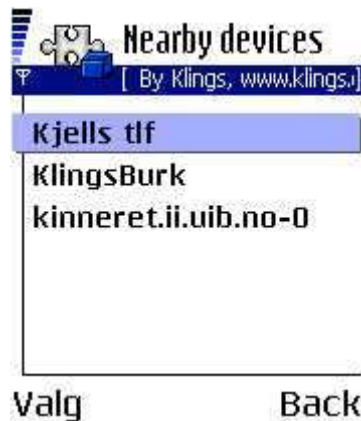 Nearby devices
[ By Klings, www.klings.
Kjells tlf
KlingsBurk
kinneret.ii.uib.no-0
Valg Back